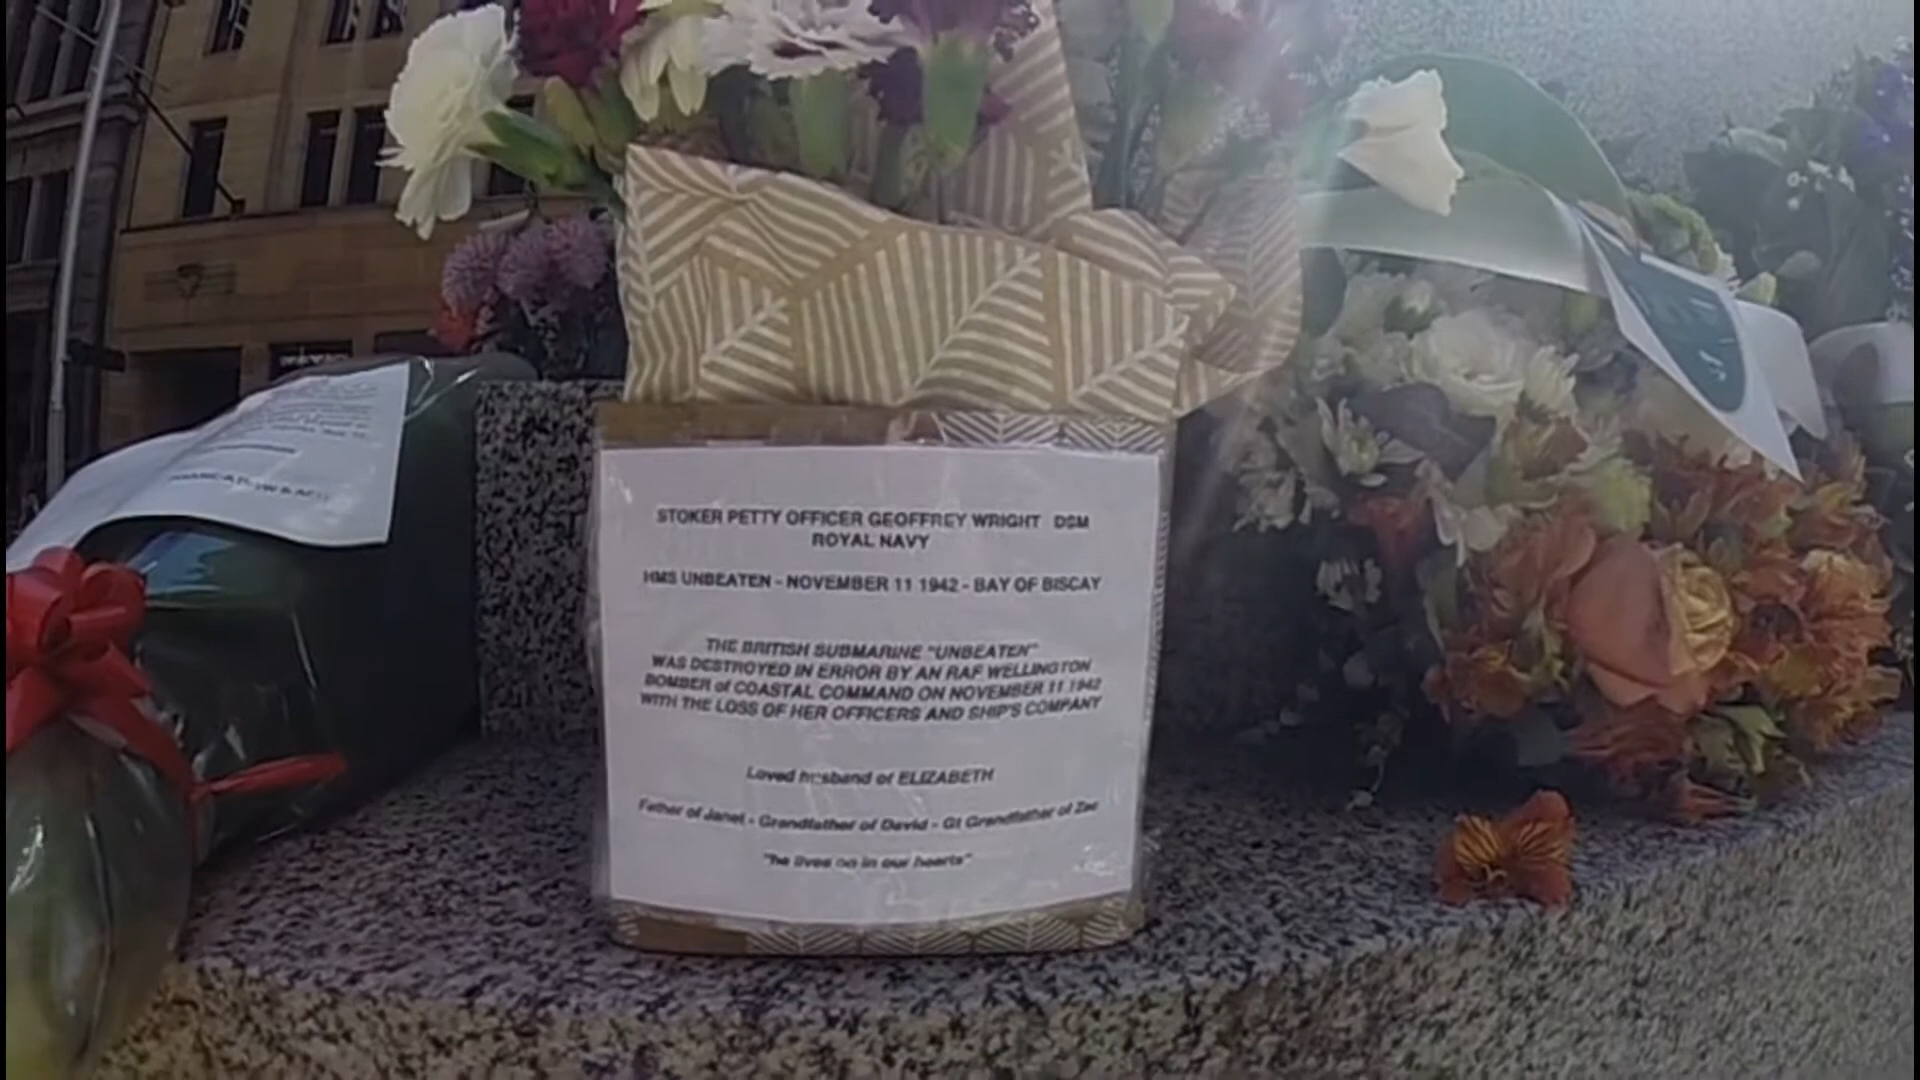 STOKER PETTY OFFICER GEOFFREY WRIGHT DSM
ROYAL NAVY
HMS UNBEATEN - NOVEMBER 11 1942 - BAY OF BISCAY
THE BRITISH SUBMARINE "UNBEATEN"
WAS DESTROYED IN ERROR BY AN RAF WELLINGTON
BOMBER of COASTAL COMMAND ON NOVEMBER 11 1942
WITH THE LOSS OF HER OFFICERS AND SHIP'S COMPANY
Loved husband of ELIZABETH
Father of Janet - Grandfather of David - Gt Grandfather of Zac
"he lives on in our hearts"